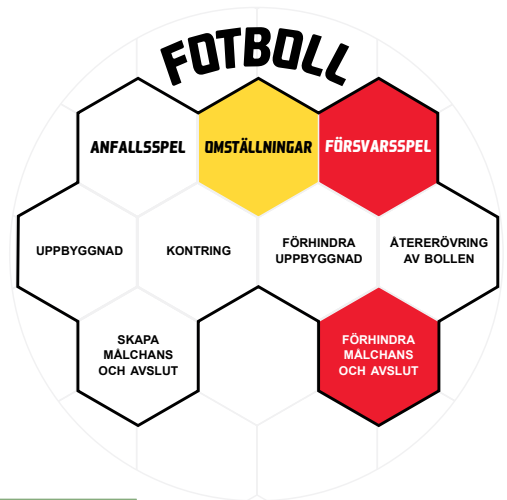 FOTBOLL
ANFALLSSPEL
OMSTÄLLNINGAR
FÖRSVARSSPEL
UPPBYGGNAD
KONTRING
FÖRHINDRA
UPPBYGGNAD
ÅTERERÖVRING
AV BOLLEN
SKAPA
MÅLCHANS
OCH AVSLUT
FÖRHINDRA
MÅLCHANS
OCH AVSLUT